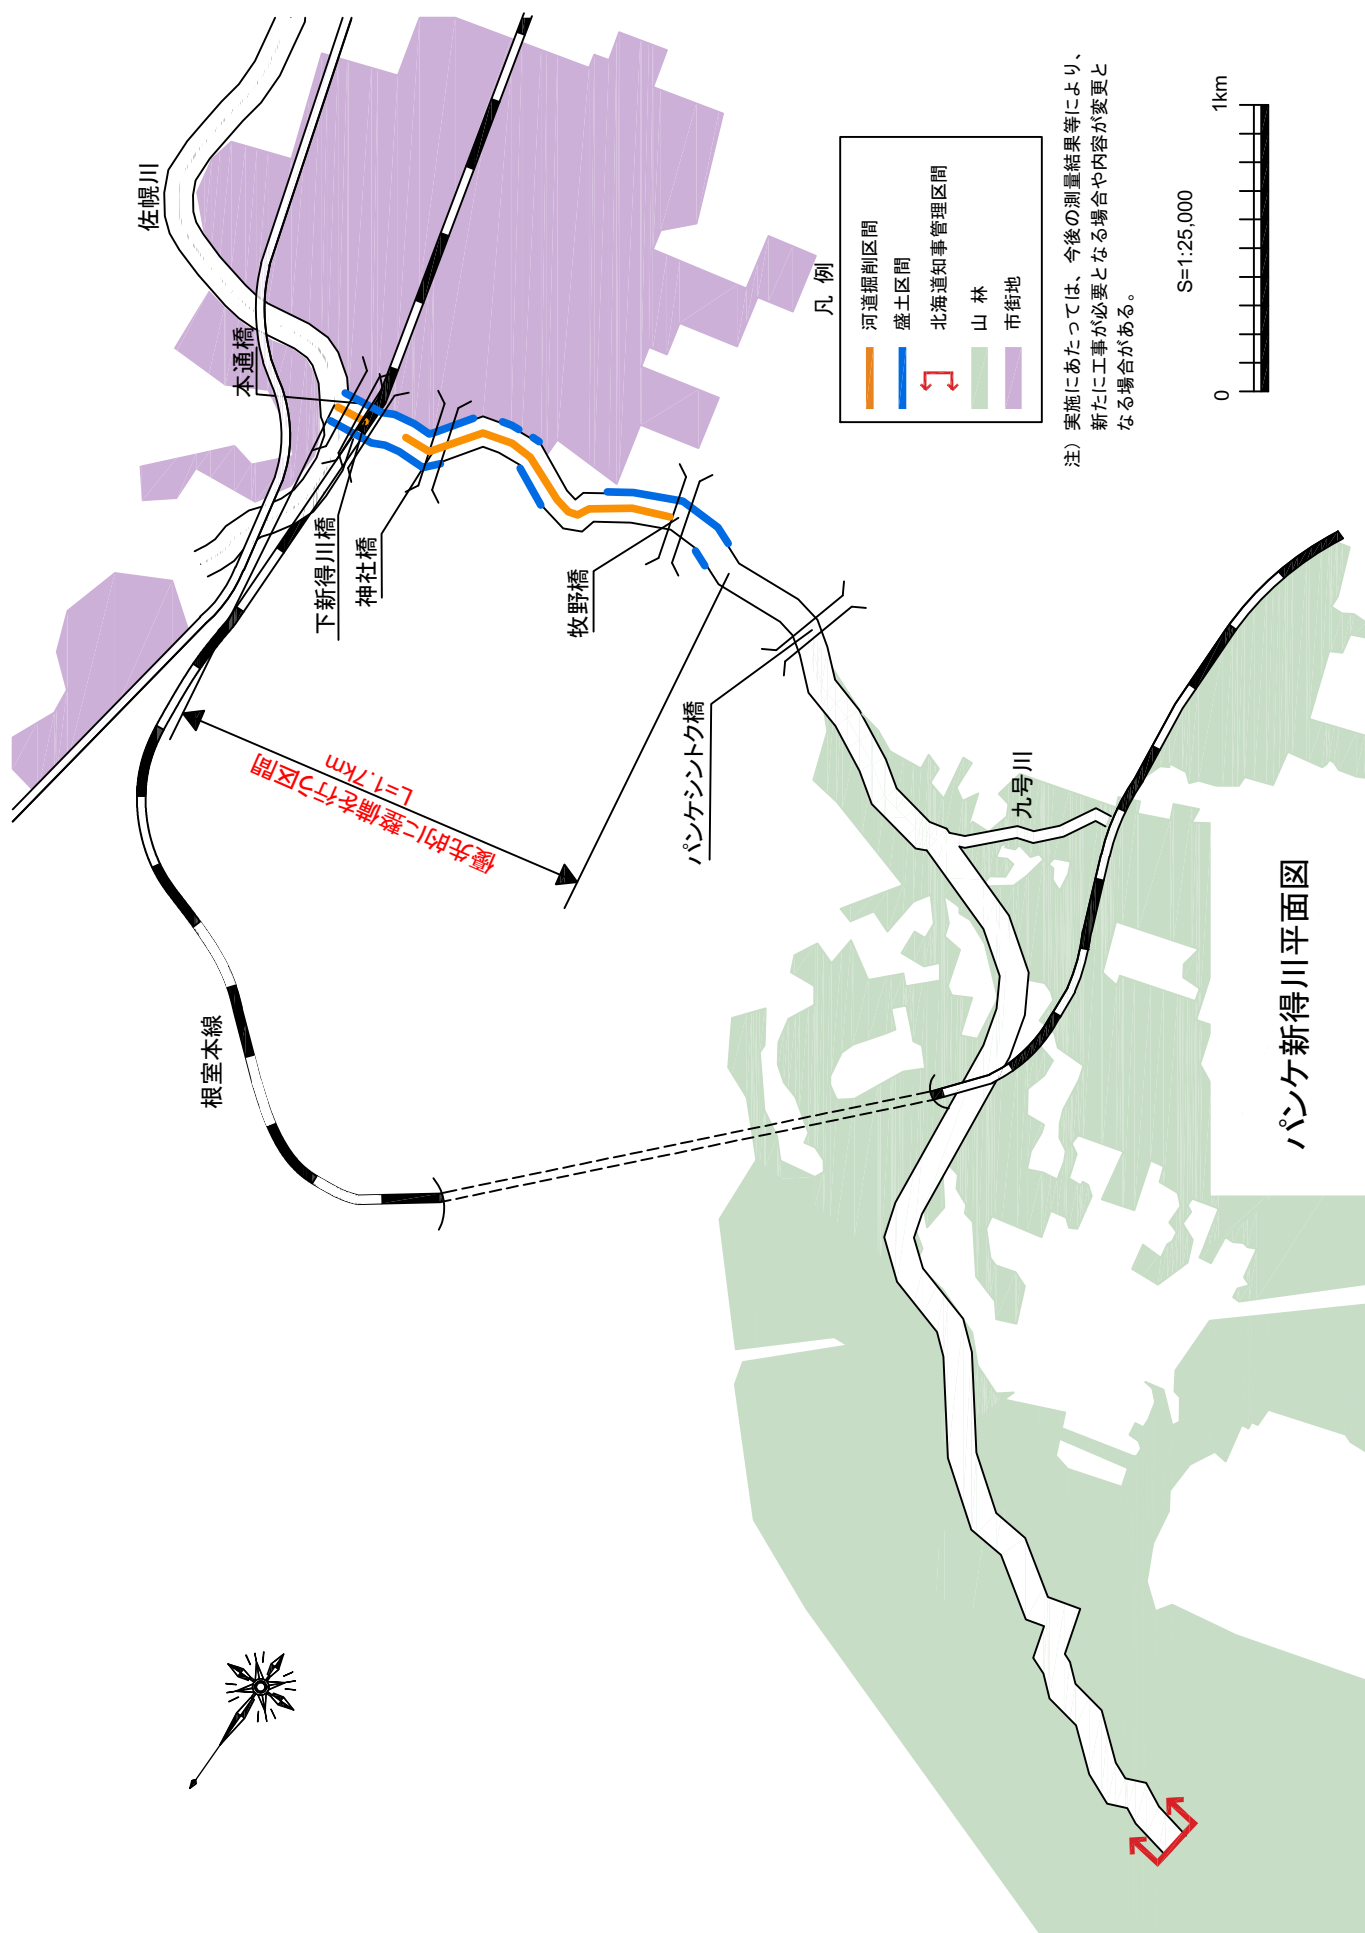 佐幌川
本通橋
下新得川橋
神社橋
牧野橋
パンケシントク橋
九号川
根室本線
優先的に整備を行う区間
L=1.7km
凡 例
河道掘削区間
盛土区間
北海道知事管理区間
山 林
市街地
注）実施にあたっては、今後の測量結果等により、
新たに工事が必要となる場合や内容が変更と
なる場合がある。
S=1:25,000
0
1km
パンケ新得川平面図